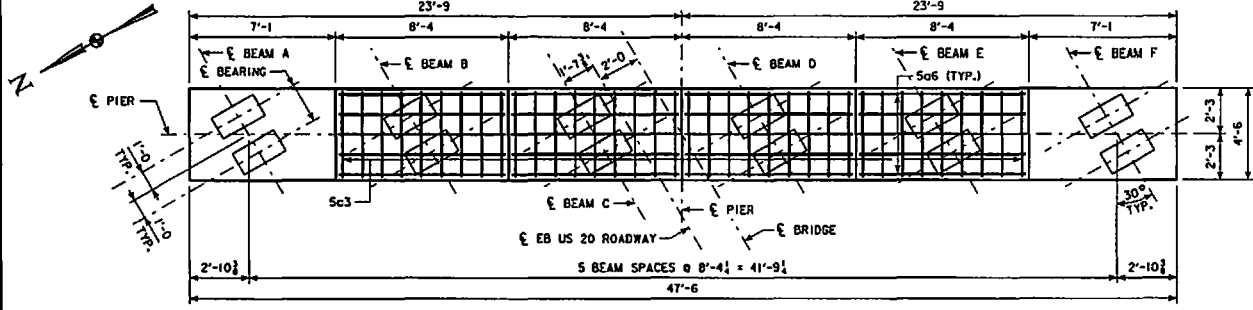 23'-9 23'-9
7'-1 8'-4 8'-4 8'-4 8'-4 7'-1
℄ BEAM A ℄ BEAM B 1'-7¾ 2'-0 ℄ BEAM D ℄ BEAM E ℄ BEAM F
℄ BEARING 5a6 (TYP.)
N
℄ PIER
2'-3
4'-6
2'-3
1'-0
TYP.
1'-0
TYP.
30°
TYP.
5c3 ℄ BEAM C ℄ PIER
℄ EB US 20 ROADWAY ℄ BRIDGE
2'-10⅜ 5 BEAM SPACES @ 8'-4¼ = 41'-9¼ 2'-10⅜
47'-6